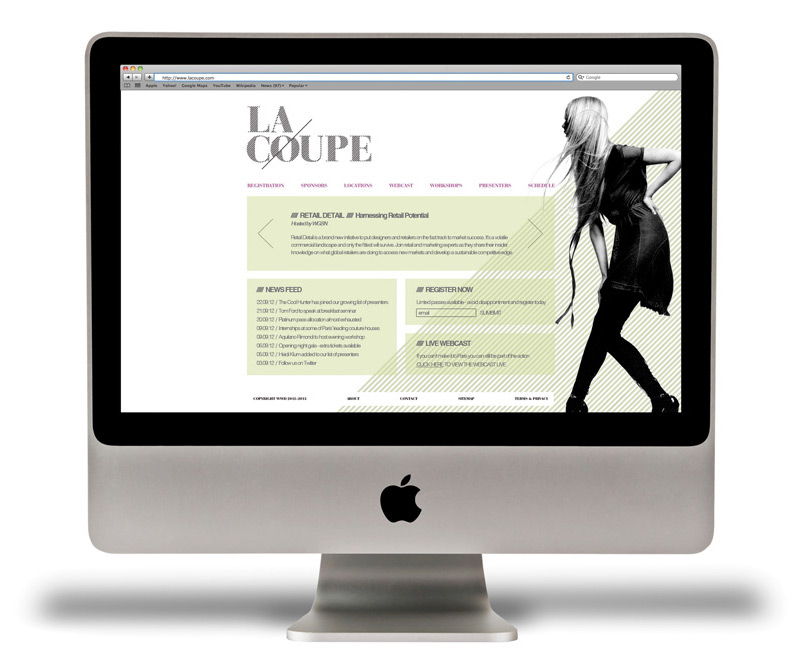 http://www.lacoupe.com
Google
Apple Yahoo! Google Maps YouTube Wikipedia News (97) Popular
LA
COUPE
REGISTRATION SPONSORS LOCATIONS WEBCAST WORKSHOPS PRESENTERS SCHEDULE
//// RETAIL DETAIL //// Harnessing Retail Potential
Hosted by WGSN
Retail Detail is a brand new initiative to put designers and retailers on the fast track to market success. It's a volatile
commercial landscape and only the fittest will survive. Join retail and marketing experts as they share their insider
knowledge on what global retailers are doing to access new markets and develop a sustainable competitive edge.
//// NEWS FEED
22.09.12 / The Cool Hunter has joined our growing list of presenters
21.09.12 / Tom Ford to speak at breakfast seminar
20.09.12 / Platinum pass allocation almost exhausted
09.09.12 / Internships at some of Paris' leading couture houses
09.09.12 / Aquilano Rimondi to host evening workshop
06.09.12 / Opening night gala - extra tickets available
05.09.12 / Heidi Klum added to our list of presenters
03.09.12 / Follow us on Twitter
//// REGISTER NOW
Limited passes available - avoid disappointment and register today
email SUMBMIT
//// LIVE WEBCAST
If you can't make it to Paris you can still be part of the action
CLICK HERE TO VIEW THE WEBCAST LIVE
COPYRIGHT 2012-2013 ABOUT CONTACT SITEMAP TERMS & PRIVACY